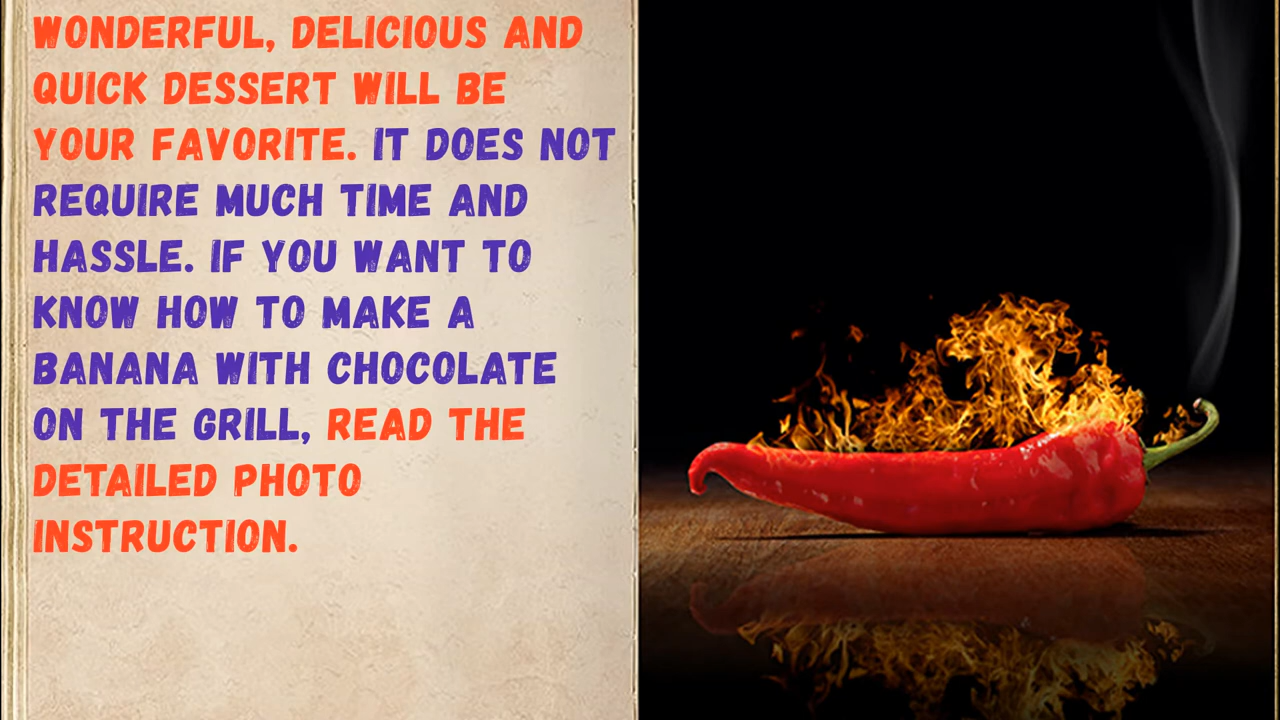 WONDERFUL, DELICIOUS AND
QUICK DESSERT WILL BE
YOUR FAVORITE. IT DOES NOT
REQUIRE MUCH TIME AND
HASSLE. IF YOU WANT TO
KNOW HOW TO MAKE A
BANANA WITH CHOCOLATE
ON THE GRILL, READ THE
DETAILED PHOTO
INSTRUCTION.